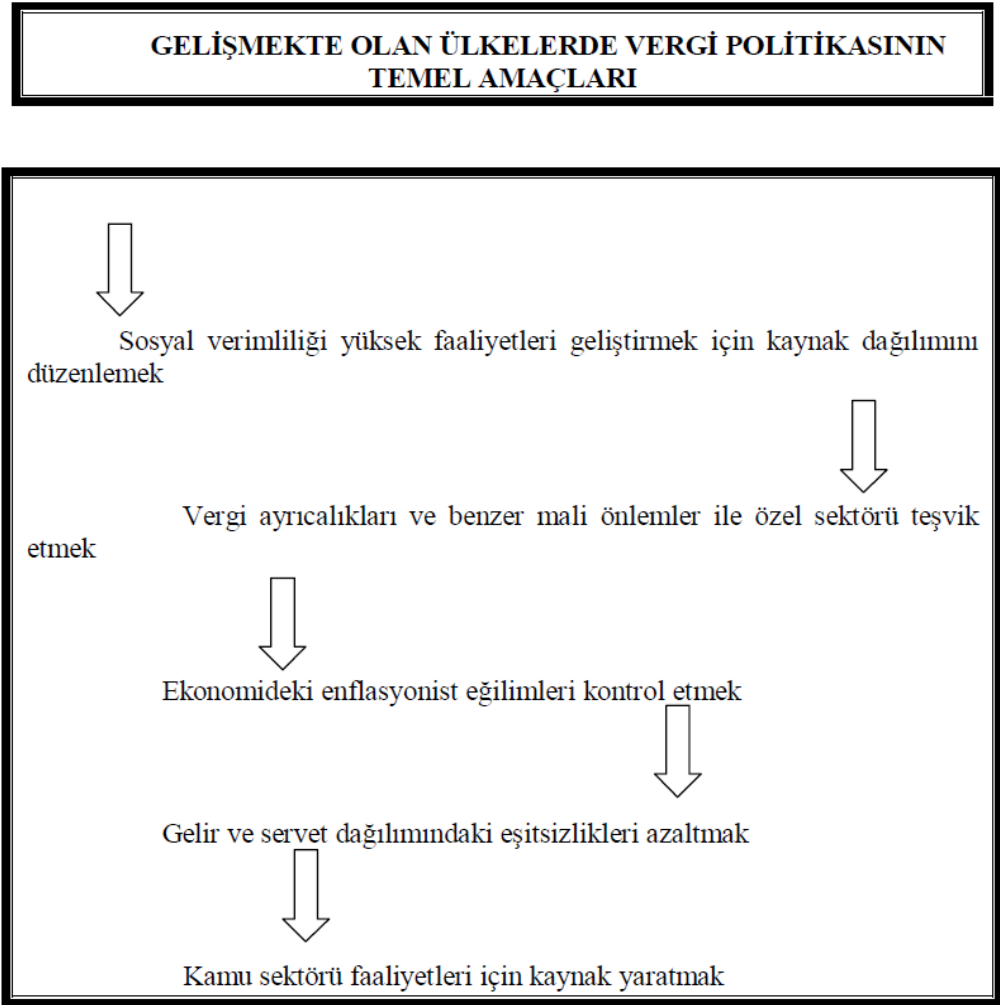 GELİŞMEKTE OLAN ÜLKELERDE VERGİ POLİTİKASININ
TEMEL AMAÇLARI
Sosyal verimliliği yüksek faaliyetleri geliştirmek için kaynak dağılımını
düzenlemek
Vergi ayrıcalıkları ve benzer mali önlemler ile özel sektörü teşvik
etmek
Ekonomideki enflasyonist eğilimleri kontrol etmek
Gelir ve servet dağılımındaki eşitsizlikleri azaltmak
Kamu sektörü faaliyetleri için kaynak yaratmak